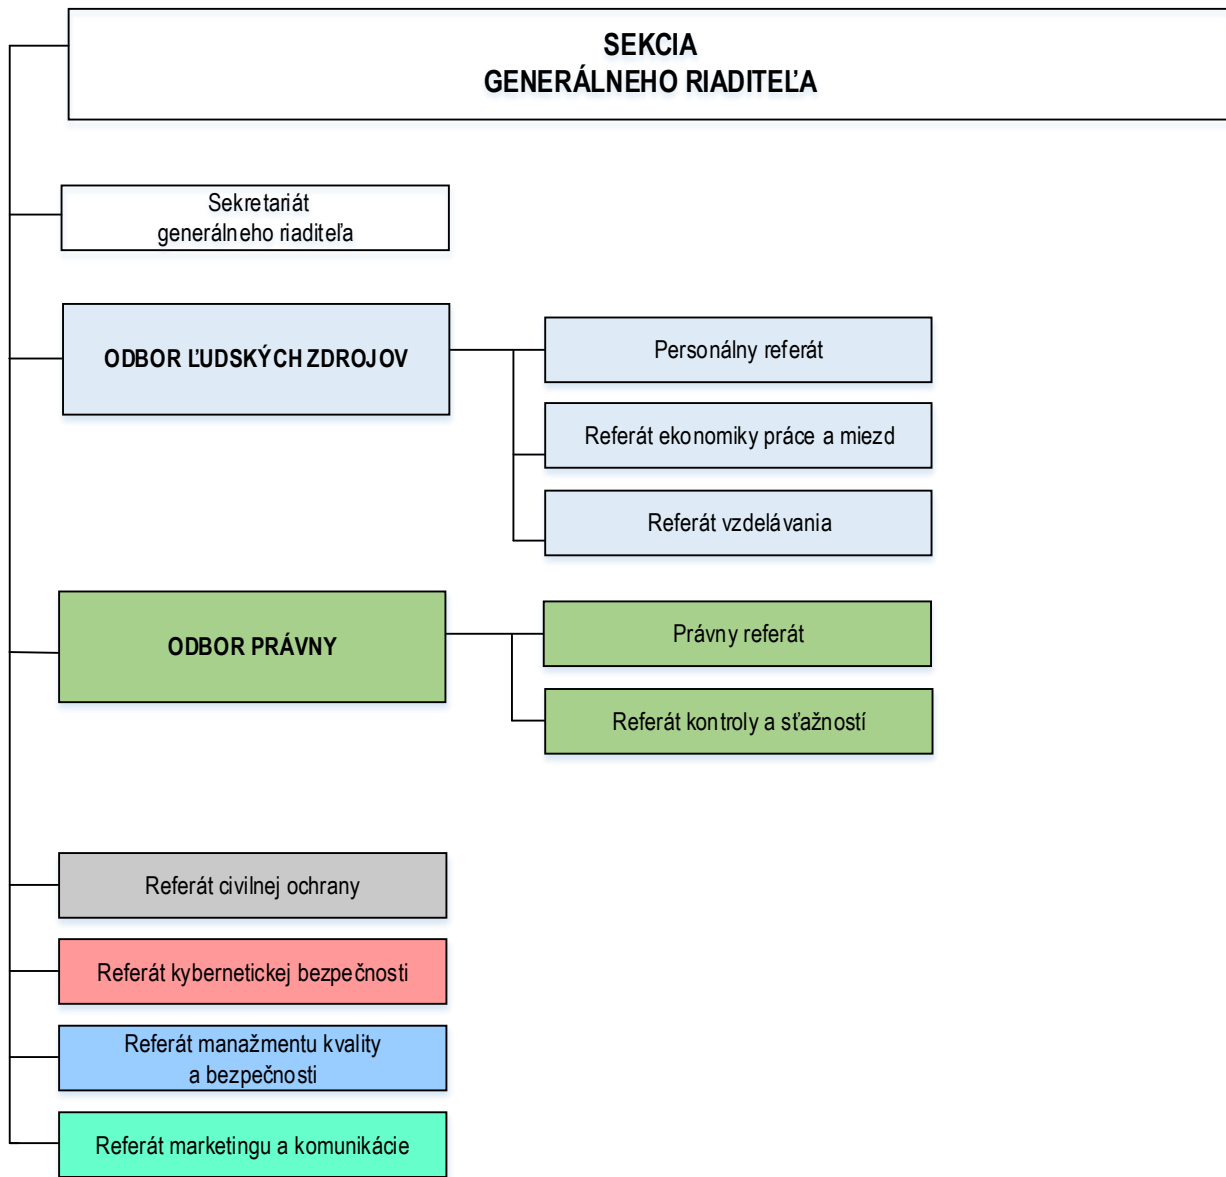 SEKCIA
GENERÁLNEHO RIADITEĽA
Sekretariát
generálneho riaditeľa
ODBOR ĽUDSKÝCH ZDROJOV
Personálny referát
Referát ekonomiky práce a miezd
Referát vzdelávania
ODBOR PRÁVNY
Právny referát
Referát kontroly a sťažností
Referát civilnej ochrany
Referát kybernetickej bezpečnosti
Referát manažmentu kvality
a bezpečnosti
Referát marketingu a komunikácie